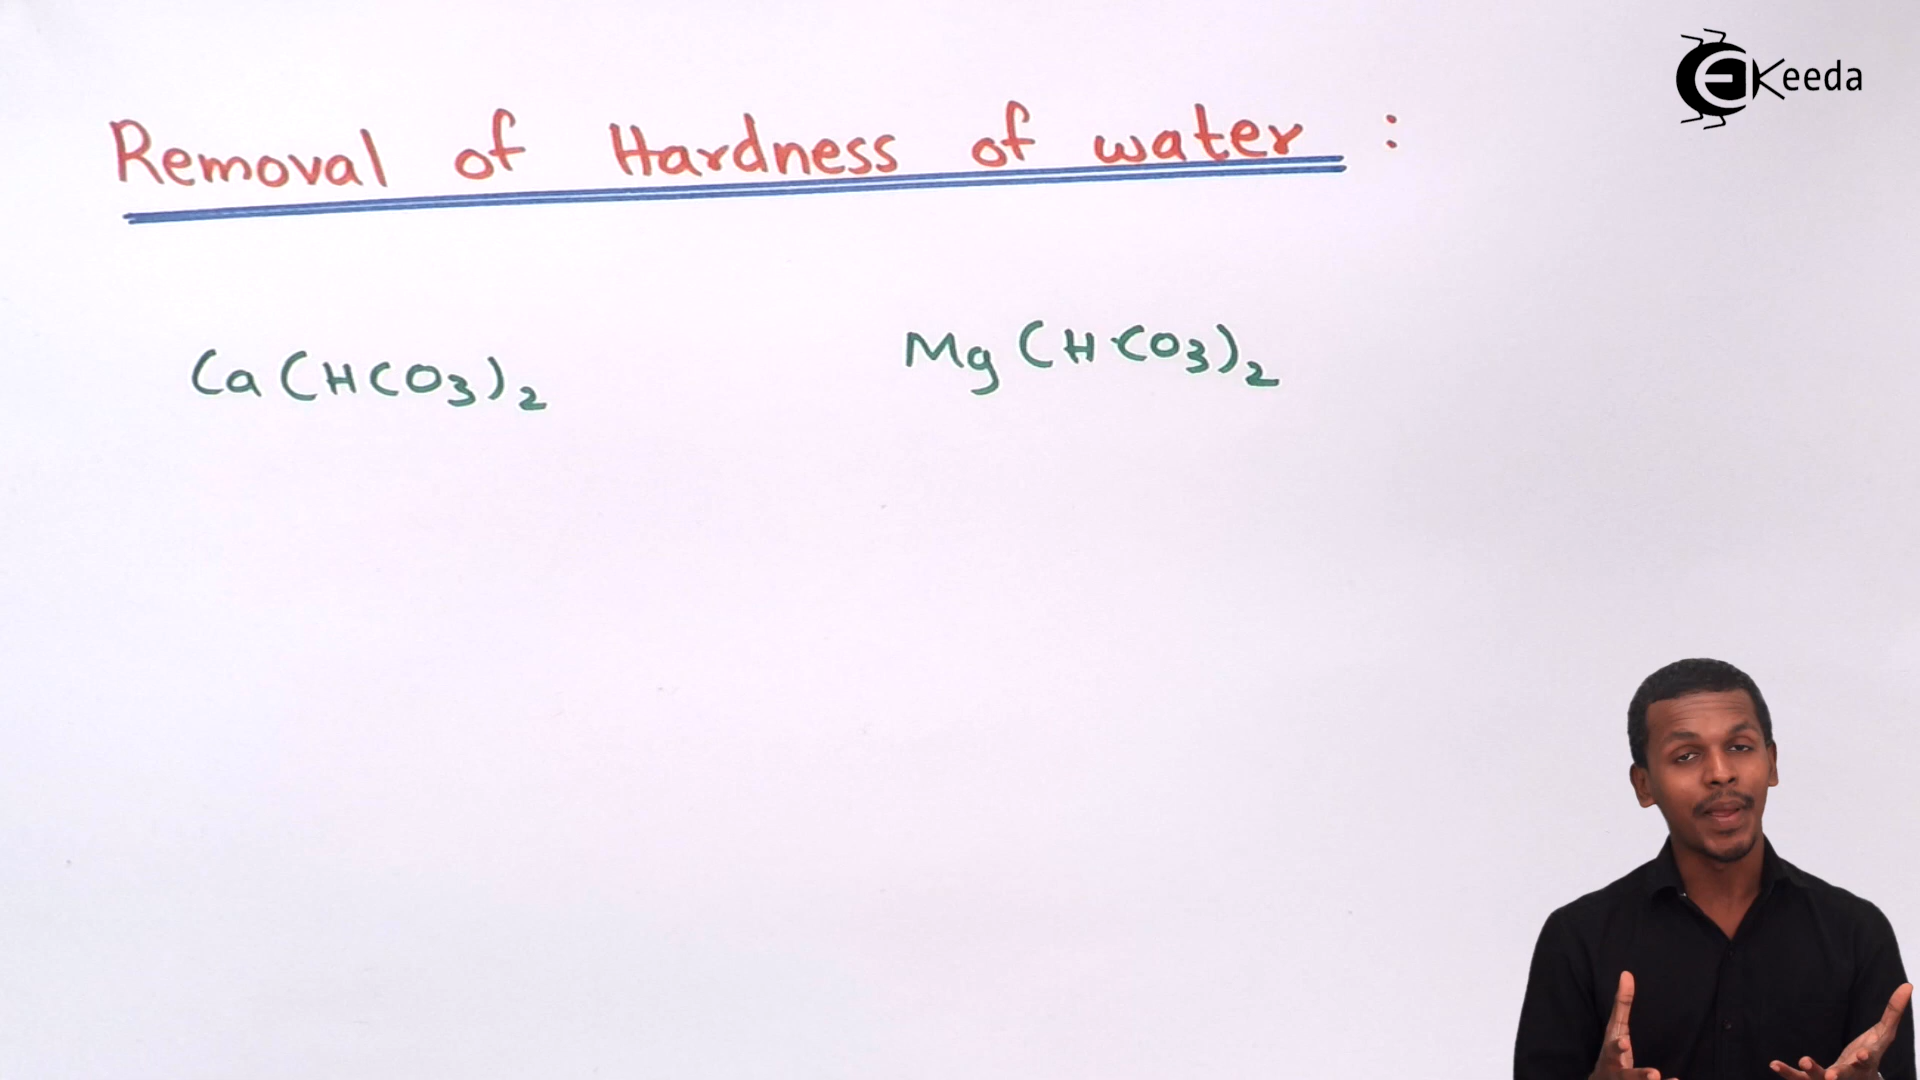 EKeeda
Removal of Hardness of water :
Ca(HCO3)2 Mg(HCO3)2